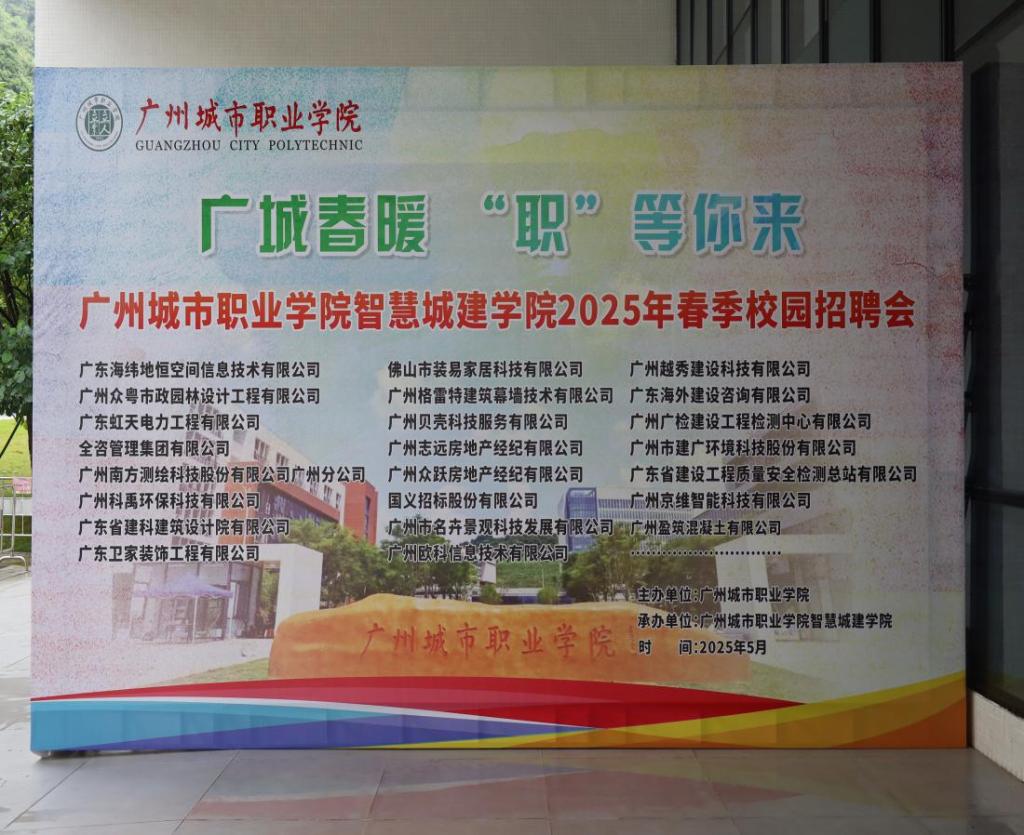 广州城市职业学院
GUANGZHOU CITY POLYTECHNIC
广城春暖 “职”等你来
广州城市职业学院智慧城建学院2025年春季校园招聘会
广东海纬地恒空间信息技术有限公司
广州众粤市政园林设计工程有限公司
广东虹天电力工程有限公司
全咨管理集团有限公司
广州南方测绘科技股份有限公司广州分公司
广州科禹环保科技有限公司
广东省建科建筑设计院有限公司
广东卫家装饰工程有限公司
佛山市装易家居科技有限公司
广州格雷特建筑幕墙技术有限公司
广州贝壳科技服务有限公司
广州志远房地产经纪有限公司
广州众跃房地产经纪有限公司
国义招标股份有限公司
广州市名卉景观科技发展有限公司
广州欧科信息技术有限公司
广州越秀建设科技有限公司
广东海外建设咨询有限公司
广州广检建设工程检测中心有限公司
广州市建广环境科技股份有限公司
广东省建设工程质量安全检测总站有限公司
广州京维智能科技有限公司
广州盈筑混凝土有限公司
..............................
主办单位:广州城市职业学院
承办单位:广州城市职业学院智慧城建学院
时 间:2025年5月
广州城市职业学院